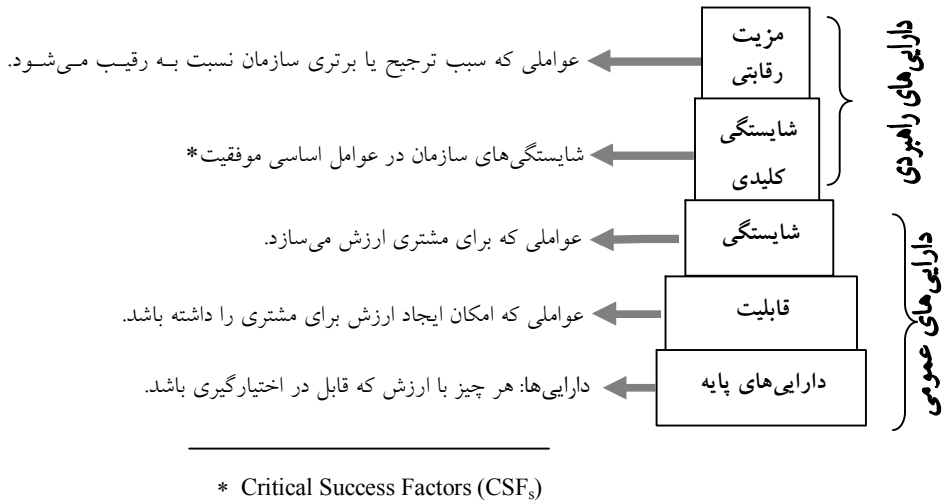 دارایی‌های راهبردی
مزیت
رقابتی
عواملی که سبب ترجیح یا برتری سازمان نسبت به رقیب می‌شود.
شایستگی
کلیدی
شایستگی‌های سازمان در عوامل اساسی موفقیت*
دارایی‌های عمومی
شایستگی
عواملی که برای مشتری ارزش می‌سازد.
قابلیت
عواملی که امکان ایجاد ارزش برای مشتری را داشته باشد.
دارایی‌های پایه
دارایی‌ها: هر چیز با ارزش که قابل در اختیارگیری باشد.
* Critical Success Factors (CSFs)